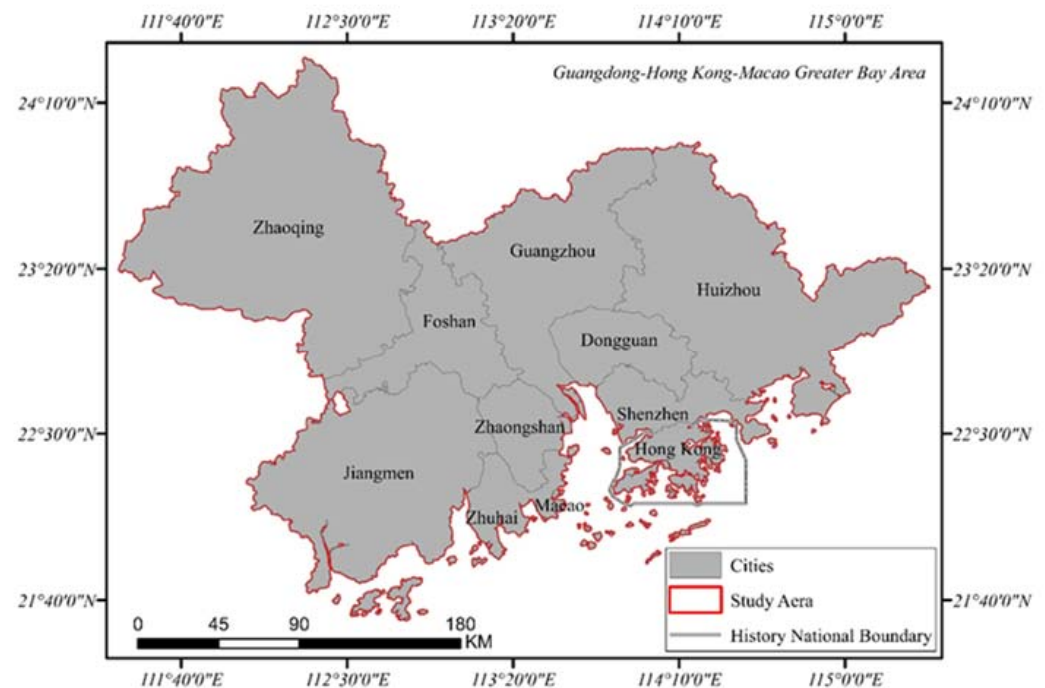 111°40'0"E 112°30'0"E 113°20'0"E 114°10'0"E 115°0'0"E
Guangdong-Hong Kong-Macao Greater Bay Area
24°10'0"N 24°10'0"N
Zhaoqing
Guangzhou
23°20'0"N 23°20'0"N
Huizhou
Foshan
Dongguan
Shenzhen
Zhaongshan
22°30'0"N 22°30'0"N
Hong Kong
Jiangmen
Macao
Zhuhai
Cities
Study Aera
21°40'0"N 21°40'0"N
0 45 90 180
KM
History National Boundary
111°40'0"E 112°30'0"E 113°20'0"E 114°10'0"E 115°0'0"E